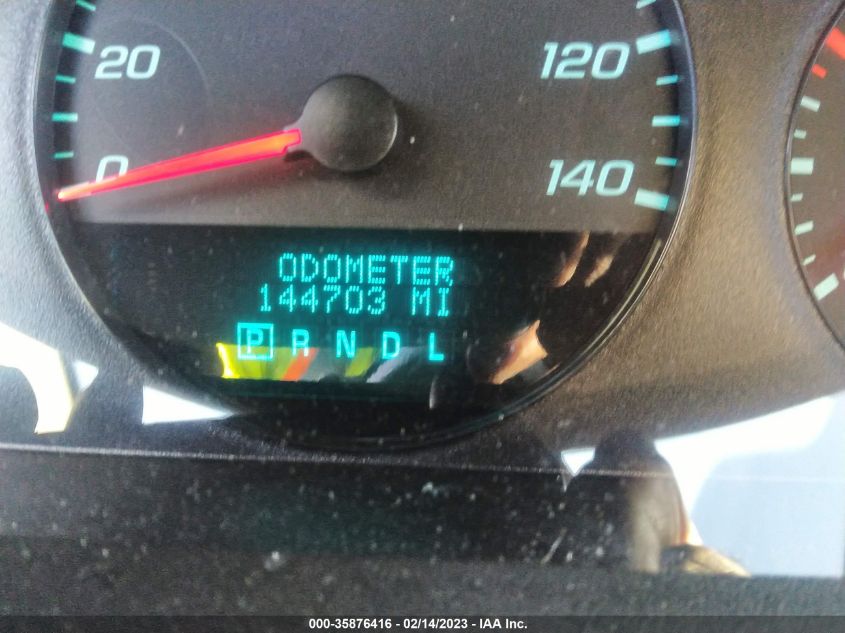 20
120
0
140
ODOMETER
144703 MI
P R N D L
000-35876416 - 02/14/2023 - IAA Inc.